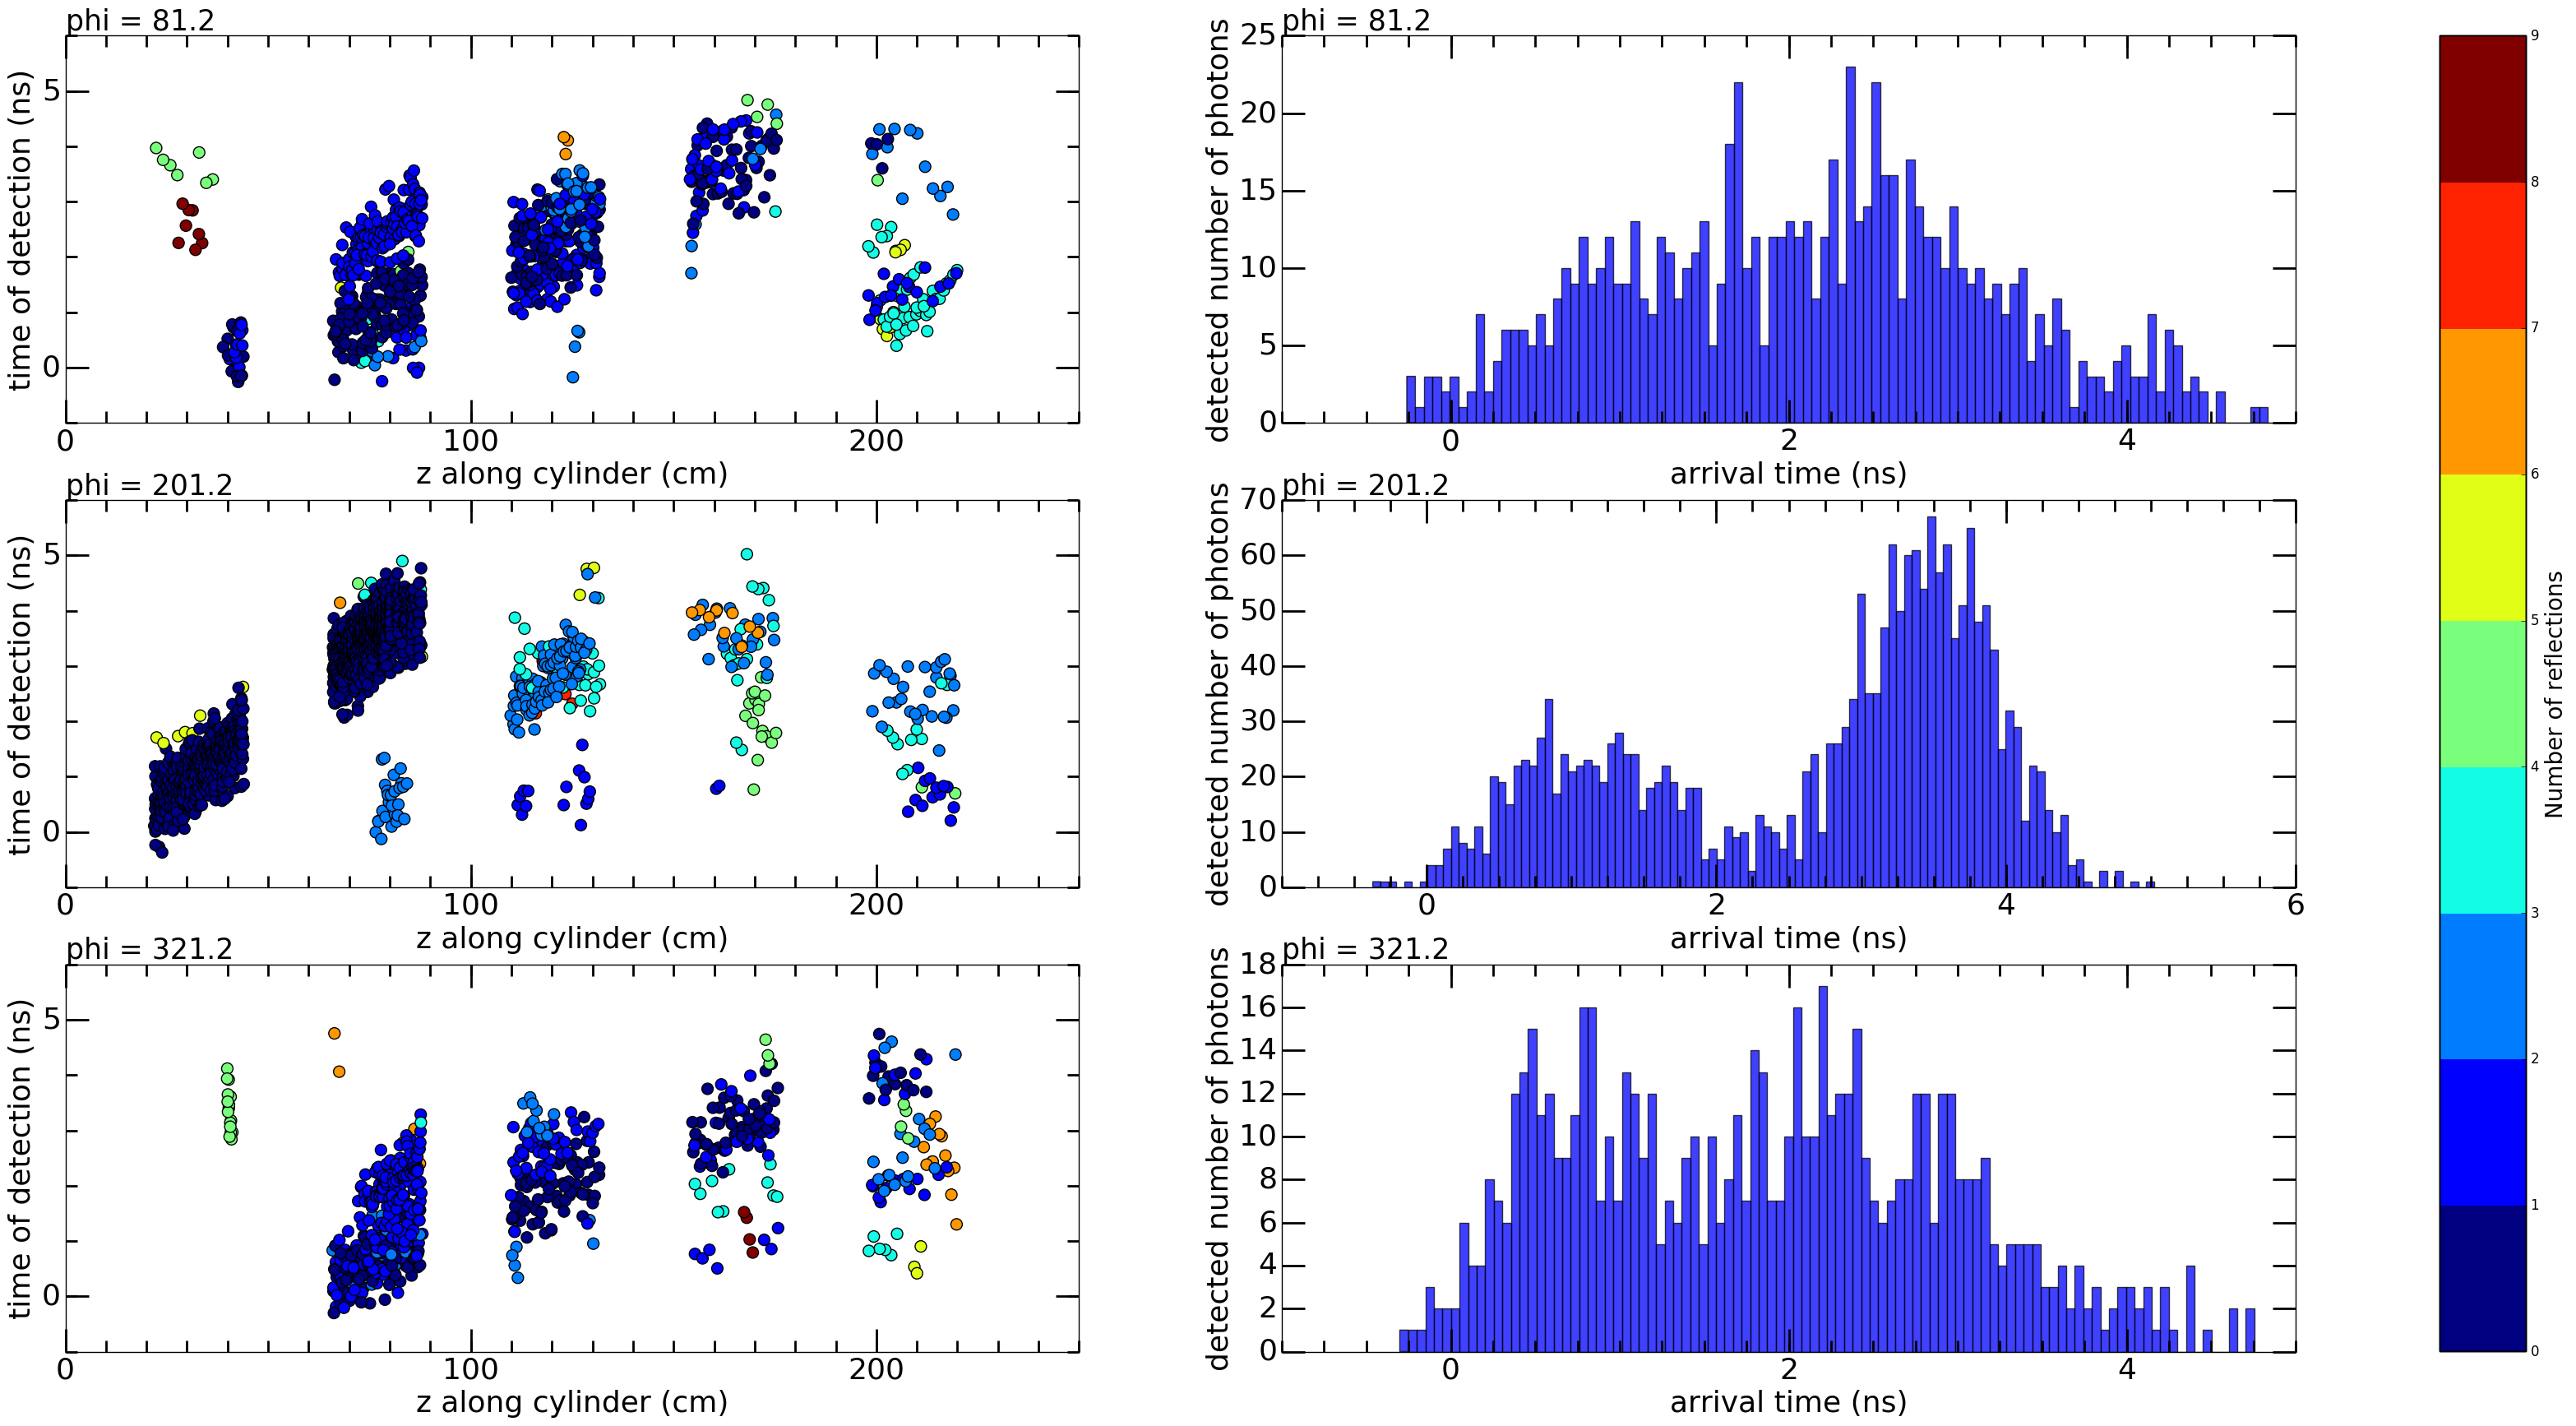 phi = 81.2
time of detection (ns)
5
0
0 100 200
z along cylinder (cm)
phi = 81.2
detected number of photons
25
20
15
10
5
0
0 2 4
arrival time (ns)
phi = 201.2
time of detection (ns)
5
0
0 100 200
z along cylinder (cm)
phi = 201.2
detected number of photons
70
60
50
40
30
20
10
0
0 2 4 6
arrival time (ns)
phi = 321.2
time of detection (ns)
5
0
0 100 200
z along cylinder (cm)
phi = 321.2
detected number of photons
18
16
14
12
10
8
6
4
2
0
0 2 4
arrival time (ns)
9
8
7
6
5
4
3
2
1
0
Number of reflections